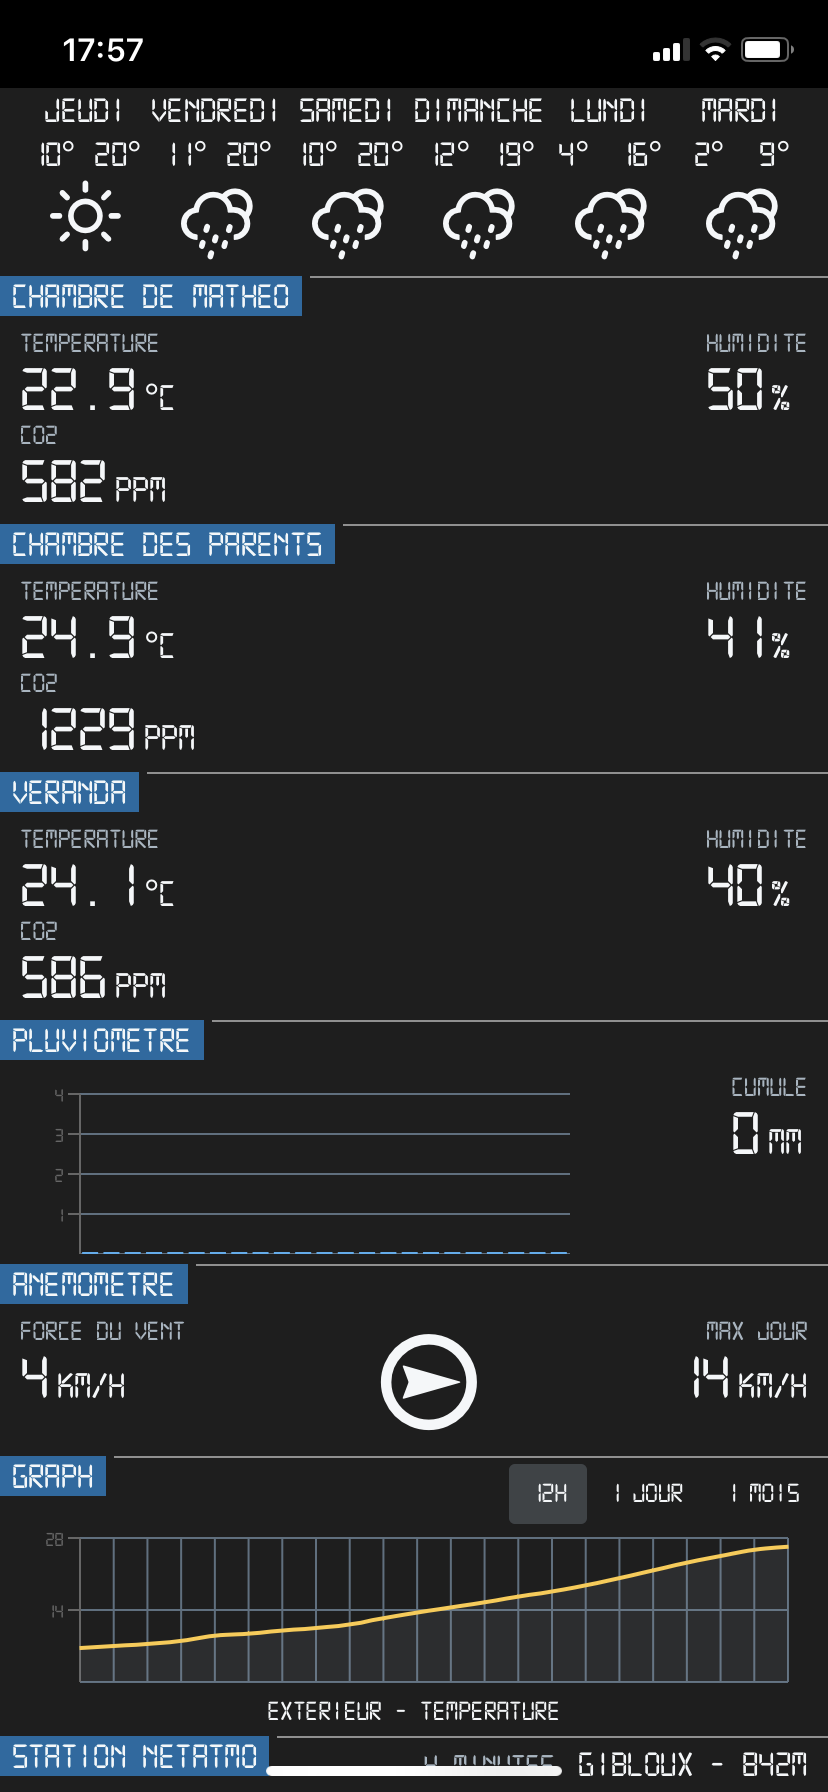 17:57
JEUDI VENDREDI SAMEDI DIMANCHE LUNDI MARDI
10° 20° 11° 20° 10° 20° 12° 19° 4° 16° 2° 9°
CHAMBRE DE MATHEO
TEMPERATURE HUMIDITE
22.9 °C 50 %
CO2
582 PPM
CHAMBRE DES PARENTS
TEMPERATURE HUMIDITE
24.9 °C 41 %
CO2
1229 PPM
VERANDA
TEMPERATURE HUMIDITE
24.1 °C 40 %
CO2
586 PPM
PLUVIOMETRE
CUMULE
0 MM
4
3
2
1
ANEMOMETRE
FORCE DU VENT MAX JOUR
4 KM/H 14 KM/H
GRAPH
12H 1 JOUR 1 MOIS
28
14
EXTERIEUR - TEMPERATURE
STATION NETATMO 4 MINUTES GIBLOUX - 842M